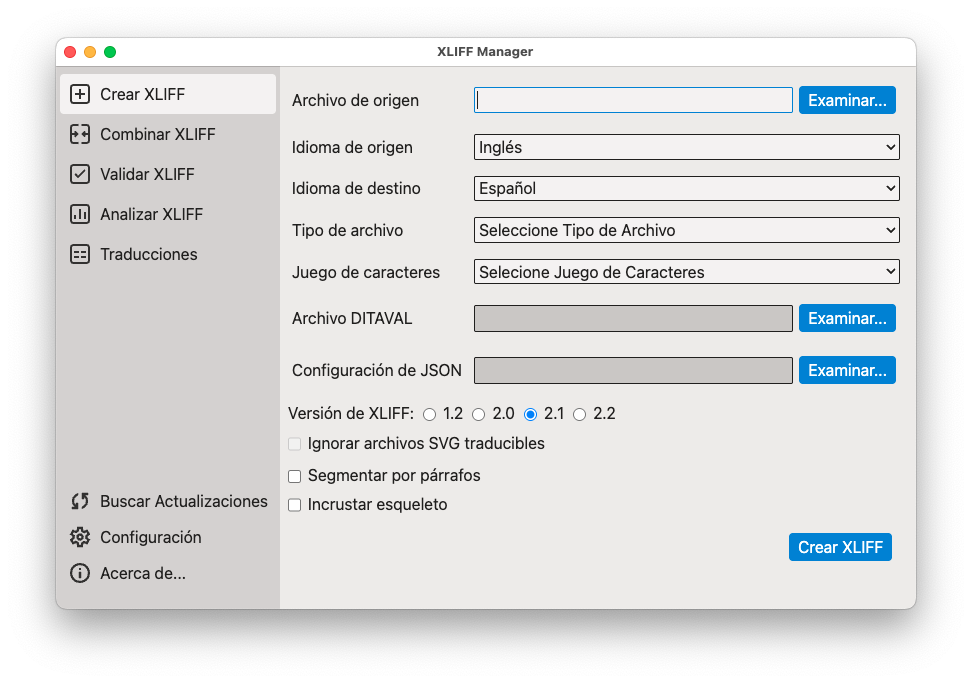 XLIFF Manager
Crear XLIFF
Combinar XLIFF
Validar XLIFF
Analizar XLIFF
Traducciones
Buscar Actualizaciones
Configuración
Acerca de...
Archivo de origen Examinar...
Idioma de origen Inglés
Idioma de destino Español
Tipo de archivo Seleccione Tipo de Archivo
Juego de caracteres Selecione Juego de Caracteres
Archivo DITAVAL Examinar...
Configuración de JSON Examinar...
Versión de XLIFF: 1.2 2.0 2.1 2.2
Ignorar archivos SVG traducibles
Segmentar por párrafos
Incrustar esqueleto
Crear XLIFF